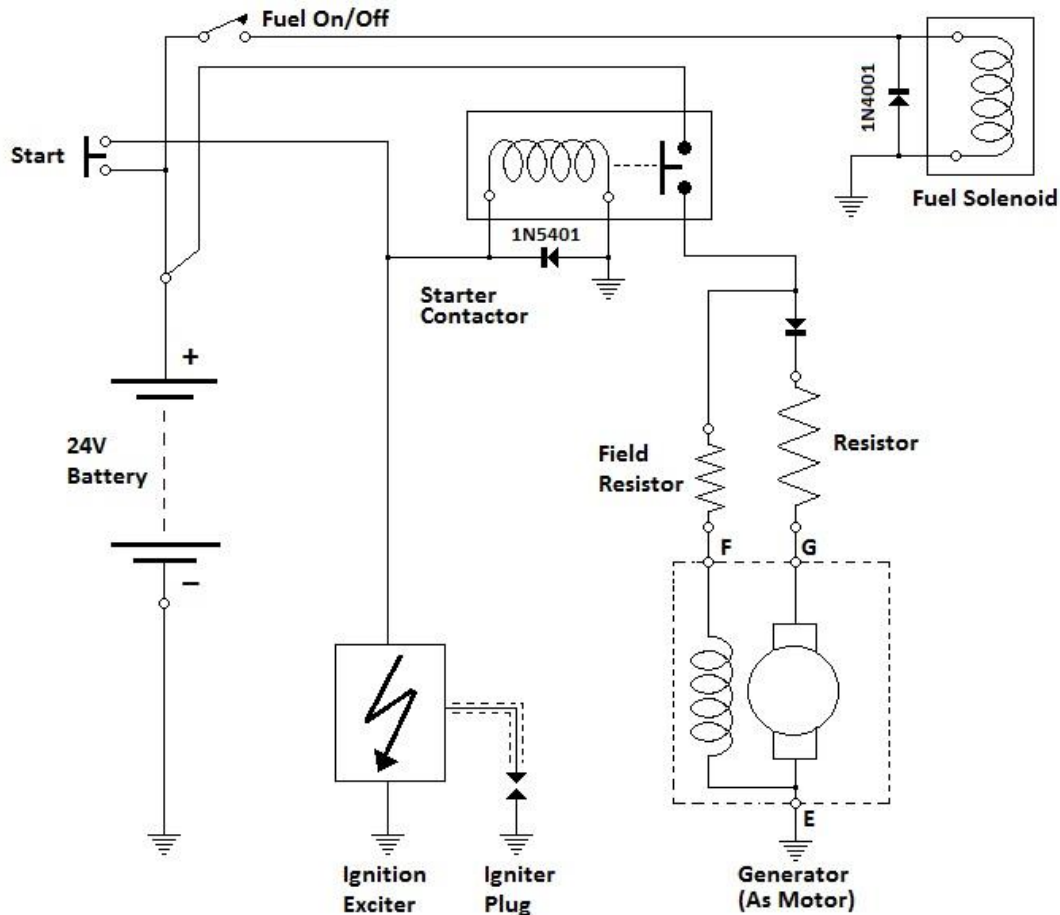 Fuel On/Off
1N4001
Start
Fuel Solenoid
1N5401
Starter
Contactor
+
24V
Battery
–
Field
Resistor
Resistor
F
G
E
Ignition
Exciter
Igniter
Plug
Generator
(As Motor)